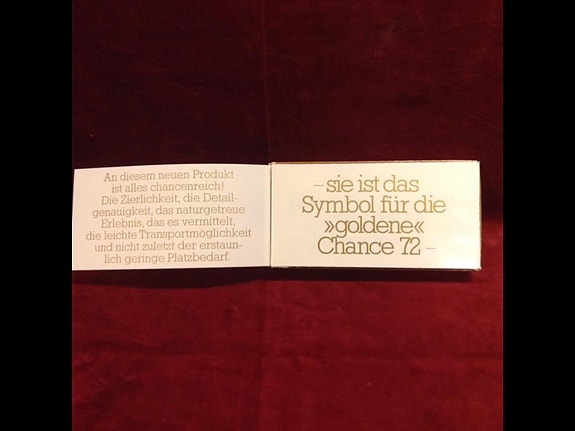 An diesem neuen Produkt
ist alles chancenreich!
Die Zierlichkeit, die Detail-
genauigkeit, das naturgetreue
Erlebnis, das es vermittelt,
die leichte Transportmöglichkeit
und nicht zuletzt der erstaun-
lich geringe Platzbedarf.
– sie ist das
Symbol für die
»goldene«
Chance 72 –